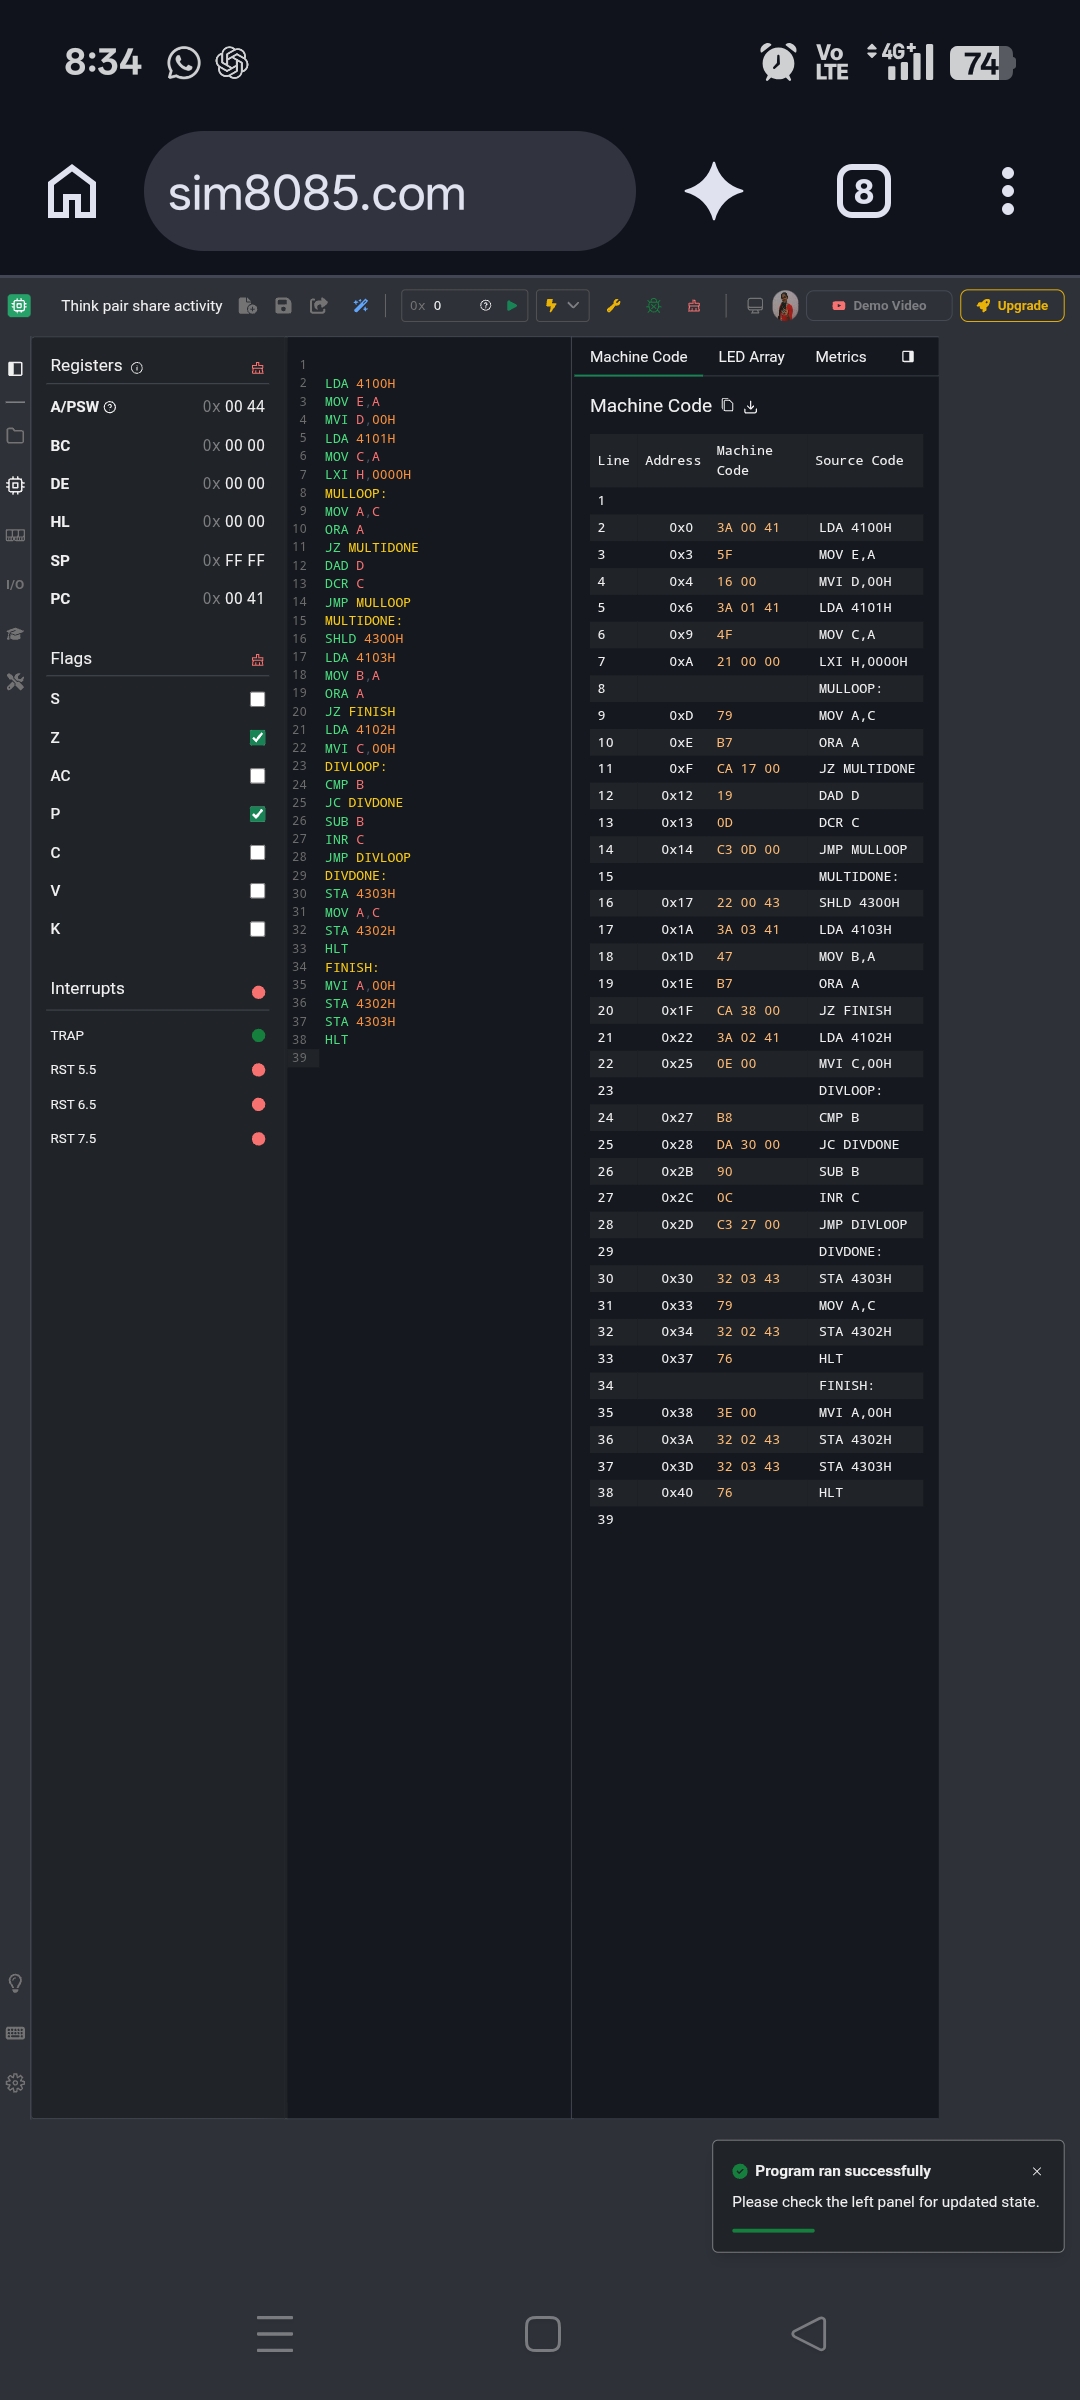 8:34
Vo LTE 4G+ 74
sim8085.com
8
Think pair share activity
0x 0
Demo Video
Upgrade
Registers
A/PSW 0x 00 44
BC 0x 00 00
DE 0x 00 00
HL 0x 00 00
SP 0x FF FF
PC 0x 00 41
I/O
Flags
S
Z
AC
P
C
V
K
Interrupts
TRAP
RST 5.5
RST 6.5
RST 7.5
1
2 LDA 4100H
3 MOV E,A
4 MVI D,00H
5 LDA 4101H
6 MOV C,A
7 LXI H,0000H
8 MULLOOP:
9 MOV A,C
10 ORA A
11 JZ MULTIDONE
12 DAD D
13 DCR C
14 JMP MULLOOP
15 MULTIDONE:
16 SHLD 4300H
17 LDA 4103H
18 MOV B,A
19 ORA A
20 JZ FINISH
21 LDA 4102H
22 MVI C,00H
23 DIVLOOP:
24 CMP B
25 JC DIVDONE
26 SUB B
27 INR C
28 JMP DIVLOOP
29 DIVDONE:
30 STA 4303H
31 MOV A,C
32 STA 4302H
33 HLT
34 FINISH:
35 MVI A,00H
36 STA 4302H
37 STA 4303H
38 HLT
39
Machine Code LED Array Metrics
Machine Code
Line Address Machine Code Source Code
1
2 0x0 3A 00 41 LDA 4100H
3 0x3 5F MOV E,A
4 0x4 16 00 MVI D,00H
5 0x6 3A 01 41 LDA 4101H
6 0x9 4F MOV C,A
7 0xA 21 00 00 LXI H,0000H
8 MULLOOP:
9 0xD 79 MOV A,C
10 0xE B7 ORA A
11 0xF CA 17 00 JZ MULTIDONE
12 0x12 19 DAD D
13 0x13 0D DCR C
14 0x14 C3 0D 00 JMP MULLOOP
15 MULTIDONE:
16 0x17 22 00 43 SHLD 4300H
17 0x1A 3A 03 41 LDA 4103H
18 0x1D 47 MOV B,A
19 0x1E B7 ORA A
20 0x1F CA 38 00 JZ FINISH
21 0x22 3A 02 41 LDA 4102H
22 0x25 0E 00 MVI C,00H
23 DIVLOOP:
24 0x27 B8 CMP B
25 0x28 DA 30 00 JC DIVDONE
26 0x2B 90 SUB B
27 0x2C 0C INR C
28 0x2D C3 27 00 JMP DIVLOOP
29 DIVDONE:
30 0x30 32 03 43 STA 4303H
31 0x33 79 MOV A,C
32 0x34 32 02 43 STA 4302H
33 0x37 76 HLT
34 FINISH:
35 0x38 3E 00 MVI A,00H
36 0x3A 32 02 43 STA 4302H
37 0x3D 32 03 43 STA 4303H
38 0x40 76 HLT
39
Program ran successfully
Please check the left panel for updated state.